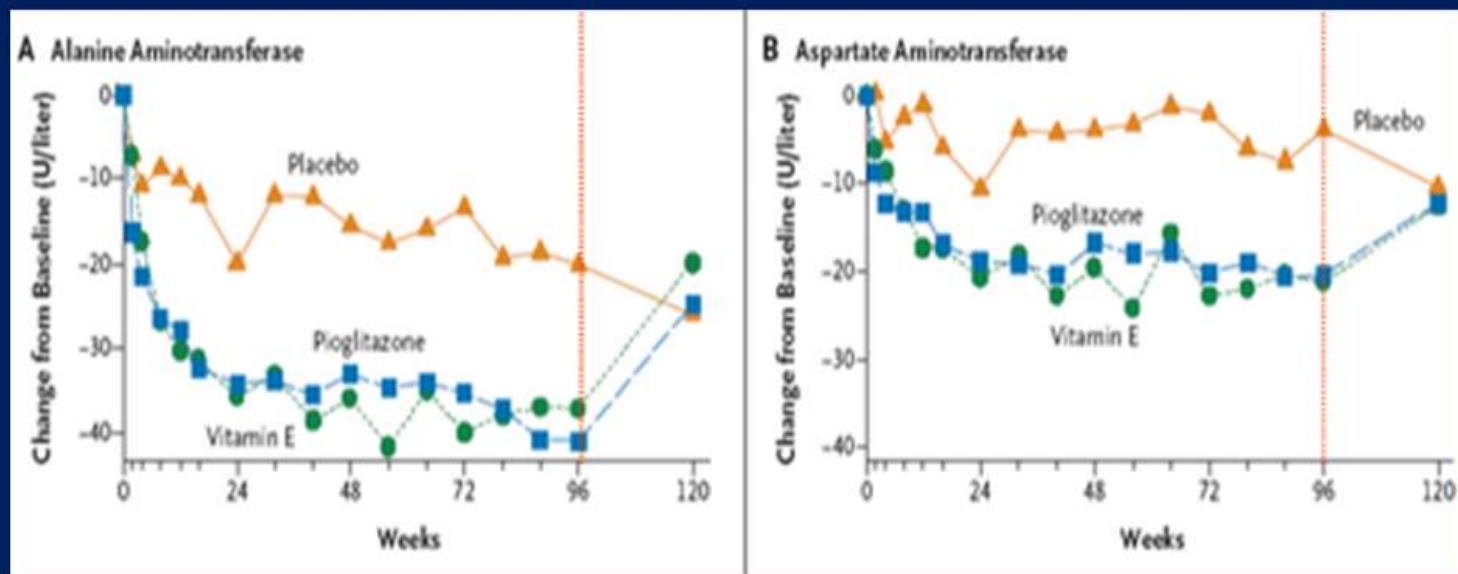 A Alanine Aminotransferase
Change from Baseline (U/liter)
0
−10
−20
−30
−40
Placebo
Pioglitazone
Vitamin E
0 24 48 72 96 120
Weeks
B Aspartate Aminotransferase
Change from Baseline (U/liter)
0
−10
−20
−30
−40
Placebo
Pioglitazone
Vitamin E
0 24 48 72 96 120
Weeks